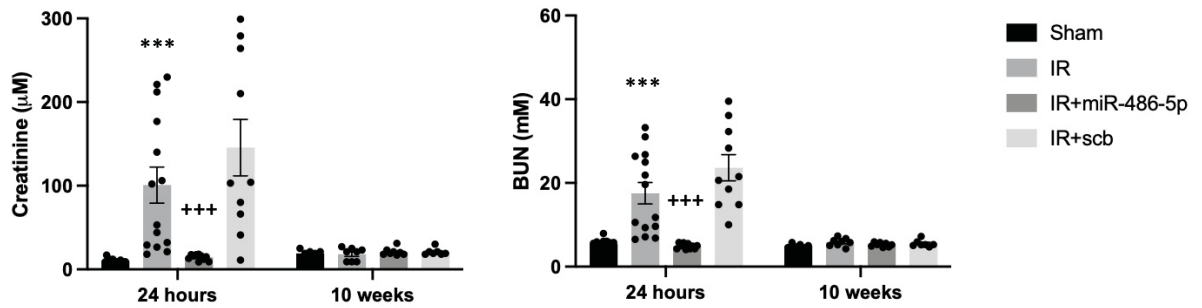 Creatinine (μM)
300
200
100
0
***
+++
24 hours
10 weeks
BUN (mM)
60
40
20
0
***
+++
24 hours
10 weeks
Sham
IR
IR+miR-486-5p
IR+scb